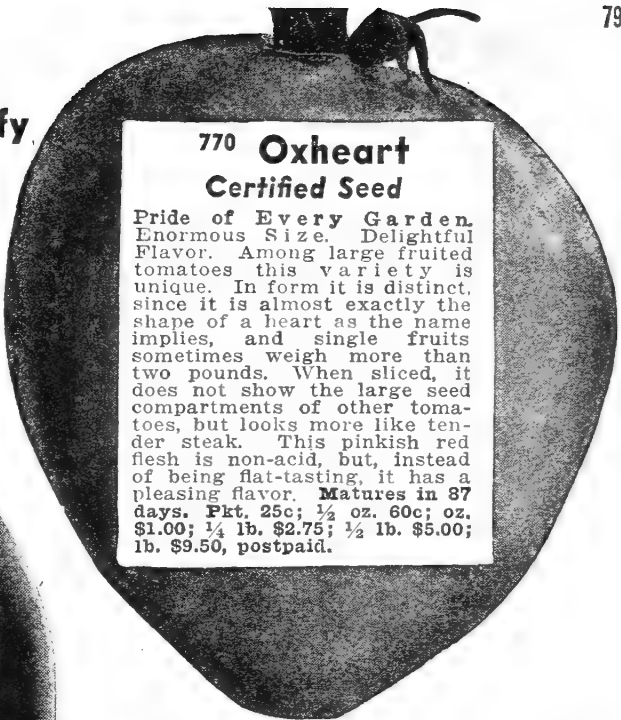 79
fy
770 Oxheart
Certified Seed
Pride of Every Garden.
Enormous Size. Delightful
Flavor. Among large fruited
tomatoes this variety is
unique. In form it is distinct,
since it is almost exactly the
shape of a heart as the name
implies, and single fruits
sometimes weigh more than
two pounds. When sliced, it
does not show the large seed
compartments of other toma-
toes, but looks more like ten-
der steak. This pinkish red
flesh is non-acid, but, instead
of being flat-tasting, it has a
pleasing flavor. Matures in 87
days. Pkt. 25c; ½ oz. 60c; oz.
$1.00; ¼ lb. $2.75; ½ lb. $5.00;
lb. $9.50, postpaid.